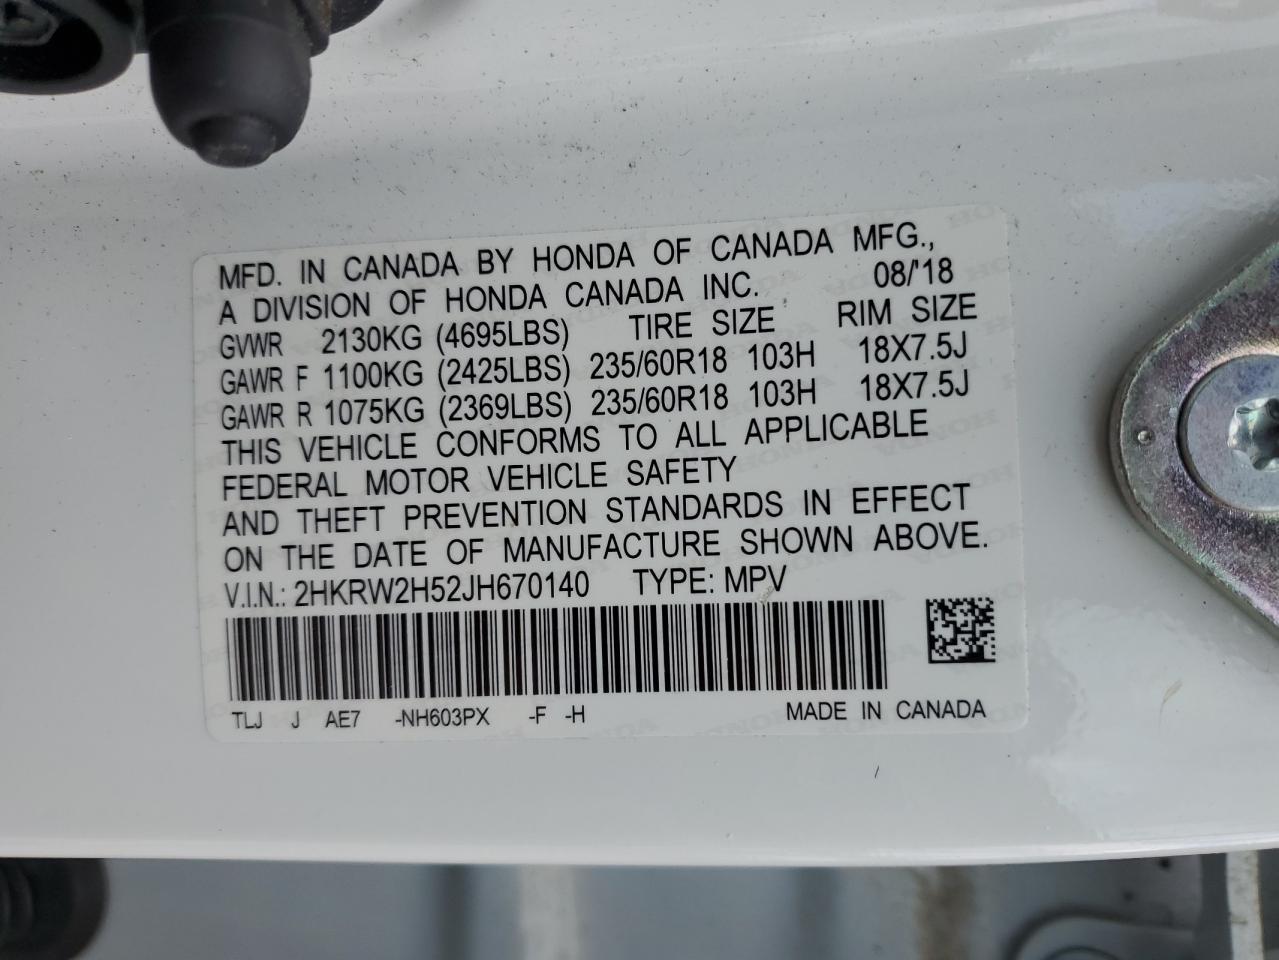 MFD. IN CANADA BY HONDA OF CANADA MFG.,
A DIVISION OF HONDA CANADA INC. 08/'18
GVWR 2130KG (4695LBS) TIRE SIZE RIM SIZE
GAWR F 1100KG (2425LBS) 235/60R18 103H 18X7.5J
GAWR R 1075KG (2369LBS) 235/60R18 103H 18X7.5J
THIS VEHICLE CONFORMS TO ALL APPLICABLE
FEDERAL MOTOR VEHICLE SAFETY
AND THEFT PREVENTION STANDARDS IN EFFECT
ON THE DATE OF MANUFACTURE SHOWN ABOVE.
V.I.N.: 2HKRW2H52JH670140 TYPE: MPV
TLJ J AE7 -NH603PX -F -H MADE IN CANADA